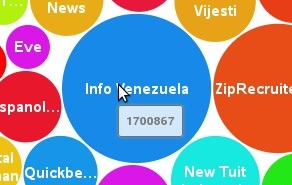 News
Vijesti
Eve
Info Venezuela
ZipRecruite
spanol...
1700867
Quickbe...
New Tuit